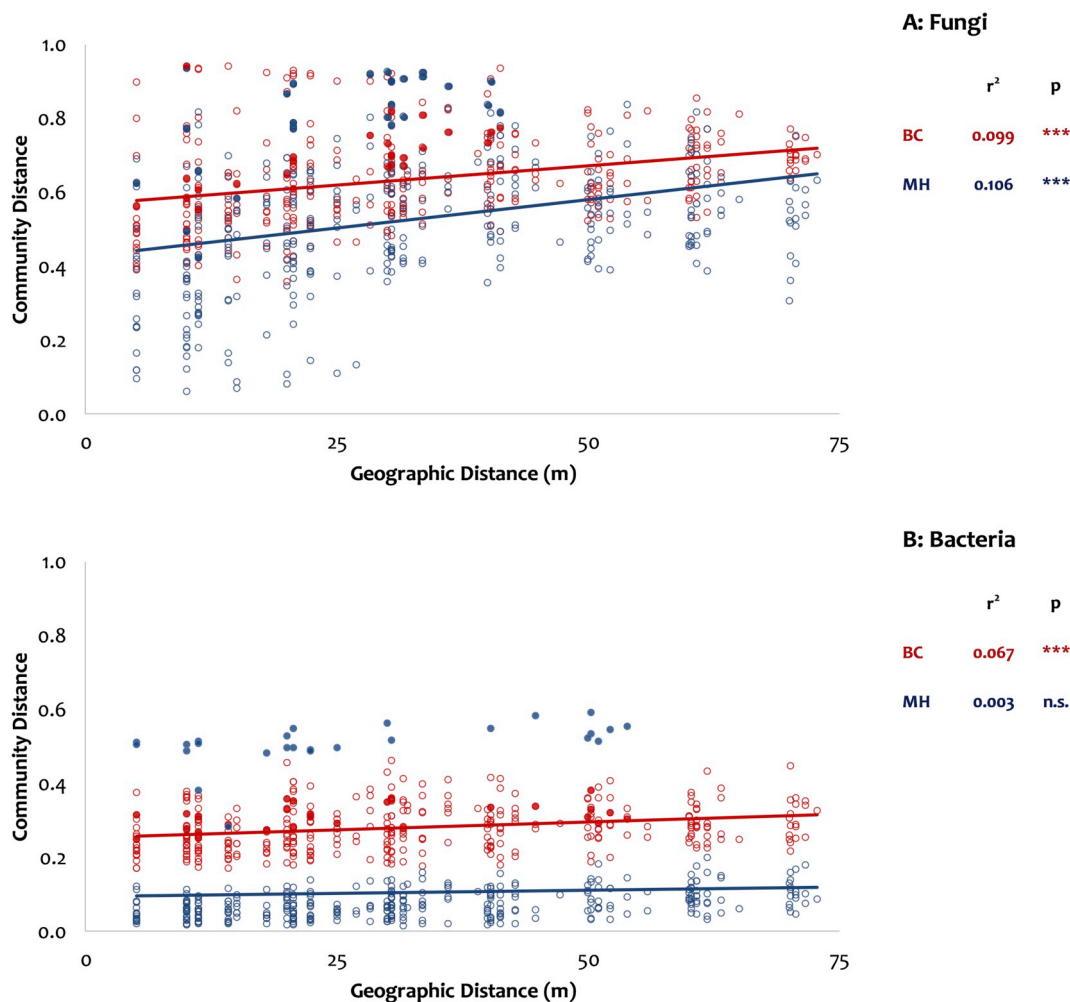 A: Fungi
r² p
BC 0.099 ***
MH 0.106 ***
Community Distance
1.0
0.8
0.6
0.4
0.2
0.0
0 25 50 75
Geographic Distance (m)
B: Bacteria
r² p
BC 0.067 ***
MH 0.003 n.s.
Community Distance
1.0
0.8
0.6
0.4
0.2
0.0
0 25 50 75
Geographic Distance (m)